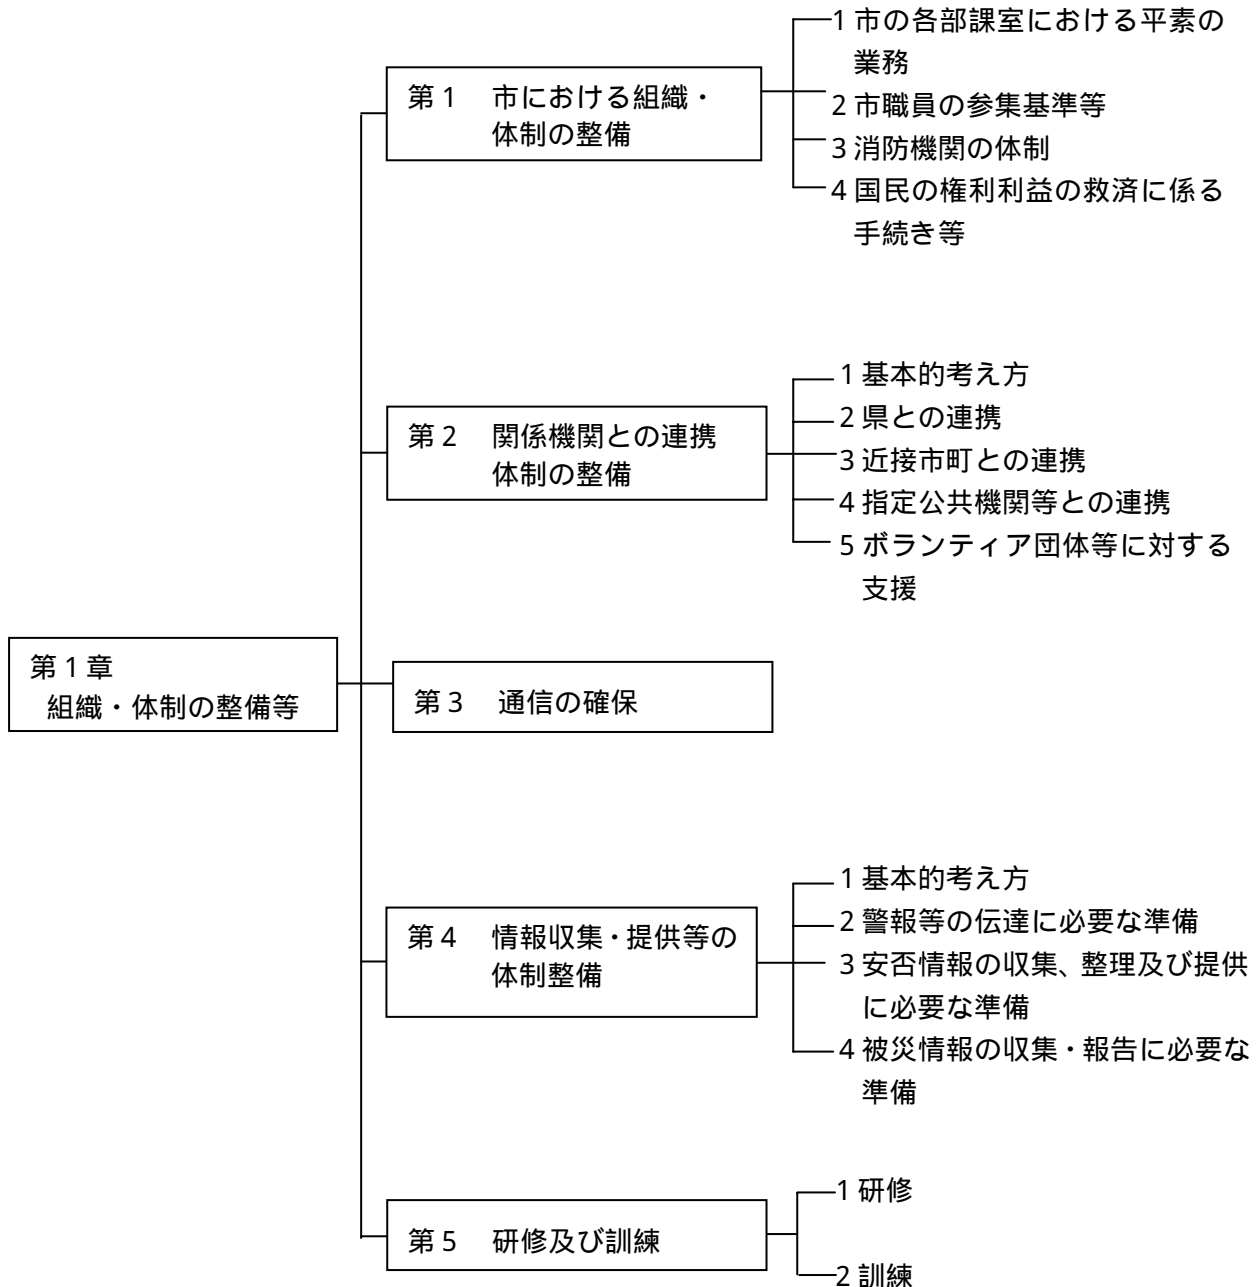 第1章
組織・体制の整備等
第1 市における組織・
体制の整備
1 市の各部課室における平素の
業務
2 市職員の参集基準等
3 消防機関の体制
4 国民の権利利益の救済に係る
手続き等
第2 関係機関との連携
体制の整備
1 基本的考え方
2 県との連携
3 近接市町との連携
4 指定公共機関等との連携
5 ボランティア団体等に対する
支援
第3 通信の確保
第4 情報収集・提供等の
体制整備
1 基本的考え方
2 警報等の伝達に必要な準備
3 安否情報の収集、整理及び提供
に必要な準備
4 被災情報の収集・報告に必要な
準備
第5 研修及び訓練
1 研修
2 訓練